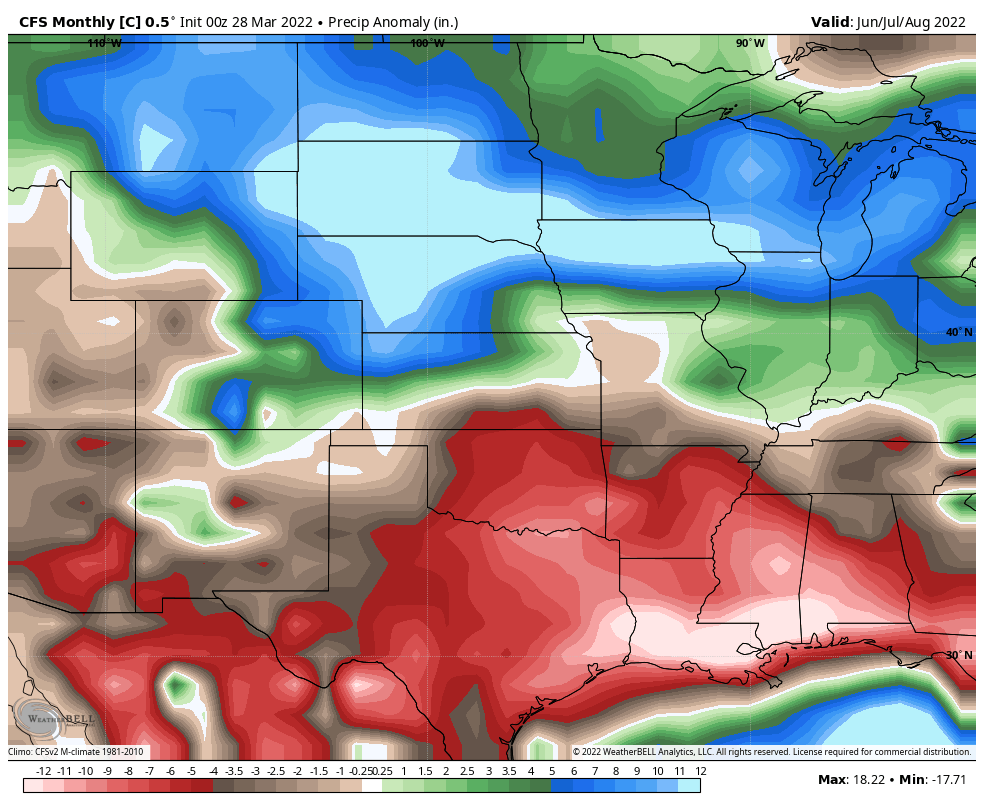 CFS Monthly [C] 0.5° Init 00z 28 Mar 2022 • Precip Anomaly (in.)
Valid: Jun/Jul/Aug 2022
110°W
100°W
90°W
40°N
30°N
WEATHERBELL
Climo: CFSv2 M-climate 1981-2010
© 2022 WeatherBELL Analytics, LLC. All rights reserved. License required for commercial distribution.
-12 -11 -10 -9 -8 -7 -6 -5 -4 -3.5 -3 -2.5 -2 -1.5 -1 -0.25 0.25 1 1.5 2 2.5 3 3.5 4 5 6 7 8 9 10 11 12
Max: 18.22 • Min: -17.71